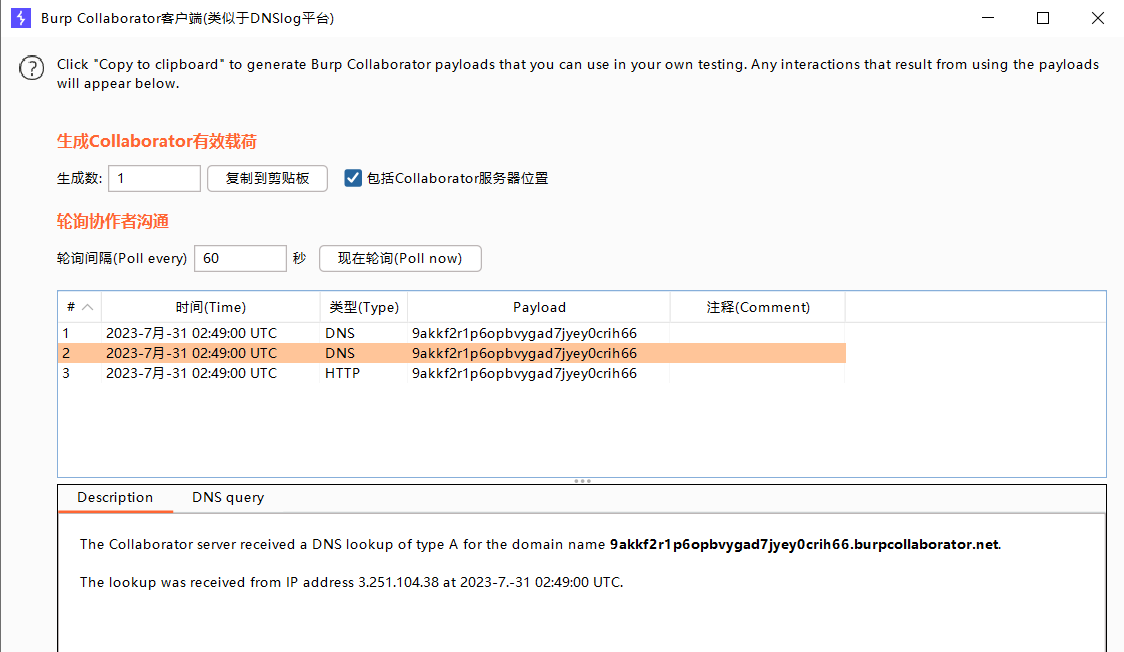 Burp Collaborator客户端(类似于DNSlog平台)
Click "Copy to clipboard" to generate Burp Collaborator payloads that you can use in your own testing. Any interactions that result from using the payloads
will appear below.
生成Collaborator有效载荷
生成数: 1 复制到剪贴板 包括Collaborator服务器位置
轮询协作者沟通
轮询间隔(Poll every) 60 秒 现在轮询(Poll now)
# 时间(Time) 类型(Type) Payload 注释(Comment)
1 2023-7月-31 02:49:00 UTC DNS 9akkf2r1p6opbvygad7jyey0crih66
2 2023-7月-31 02:49:00 UTC DNS 9akkf2r1p6opbvygad7jyey0crih66
3 2023-7月-31 02:49:00 UTC HTTP 9akkf2r1p6opbvygad7jyey0crih66
Description DNS query
The Collaborator server received a DNS lookup of type A for the domain name 9akkf2r1p6opbvygad7jyey0crih66.burpcollaborator.net.
The lookup was received from IP address 3.251.104.38 at 2023-7.-31 02:49:00 UTC.